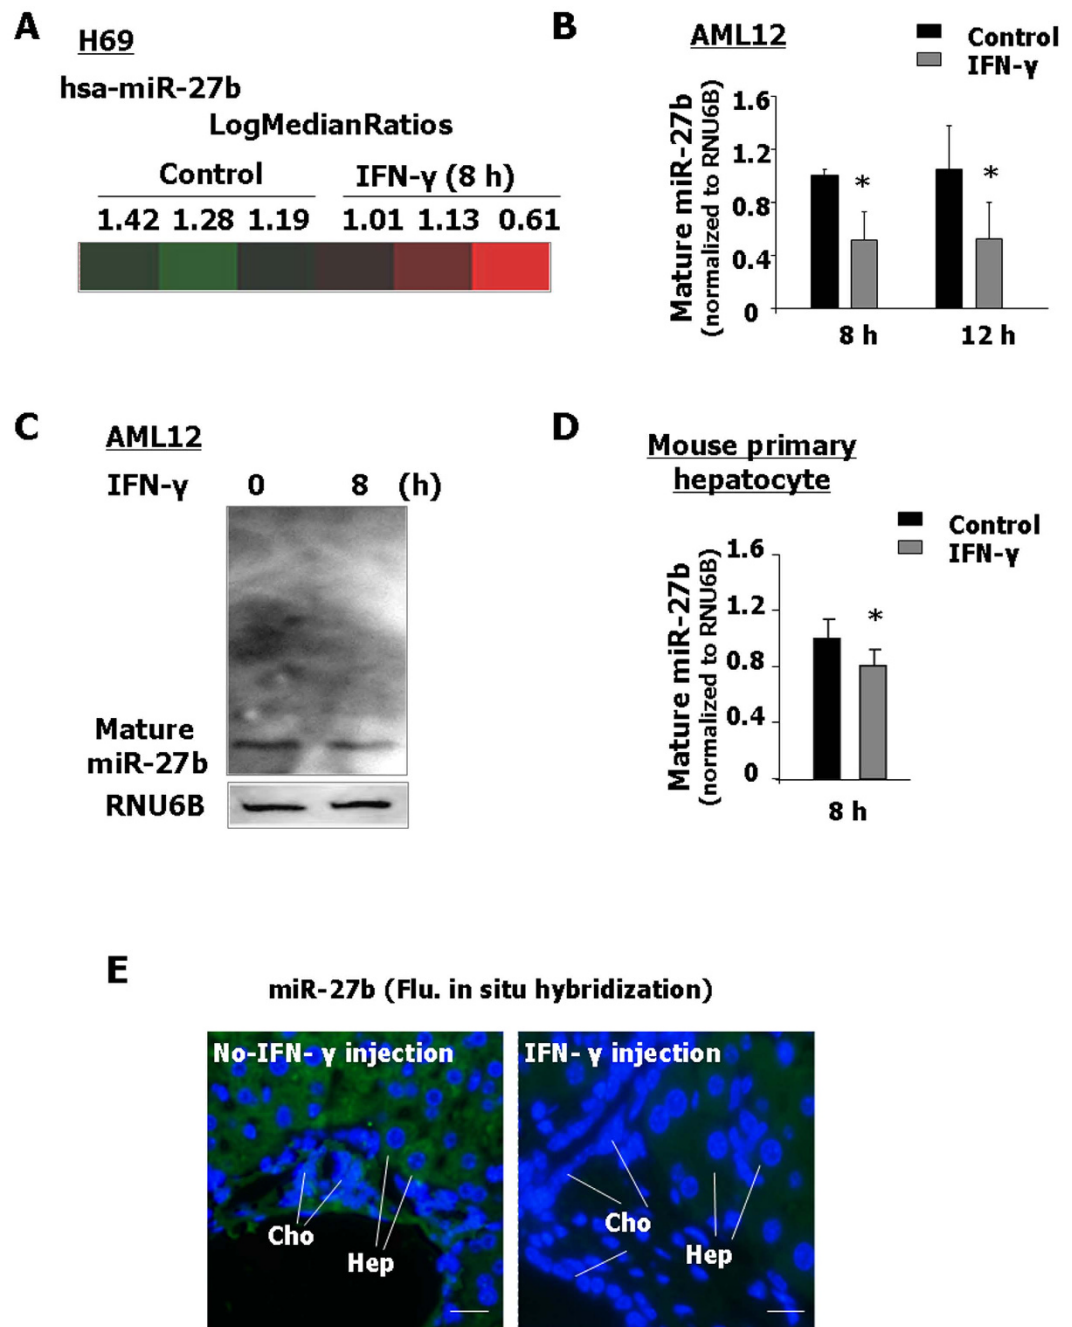 A
H69
hsa-miR-27b
LogMedianRatios
Control IFN-γ (8 h)
1.42 1.28 1.19 1.01 1.13 0.61
B
AML12
Control
IFN-γ
Mature miR-27b
(normalized to RNU6B)
1.6
1.2
0.8
0.4
0
* *
8 h 12 h
C
AML12
IFN-γ 0 8 (h)
Mature
miR-27b
RNU6B
D
Mouse primary
hepatocyte
Control
IFN-γ
Mature miR-27b
(normalized to RNU6B)
1.6
1.2
0.8
0.4
0
*
8 h
E
miR-27b (Flu. in situ hybridization)
No-IFN- γ injection
Cho
Hep
IFN- γ injection
Cho
Hep